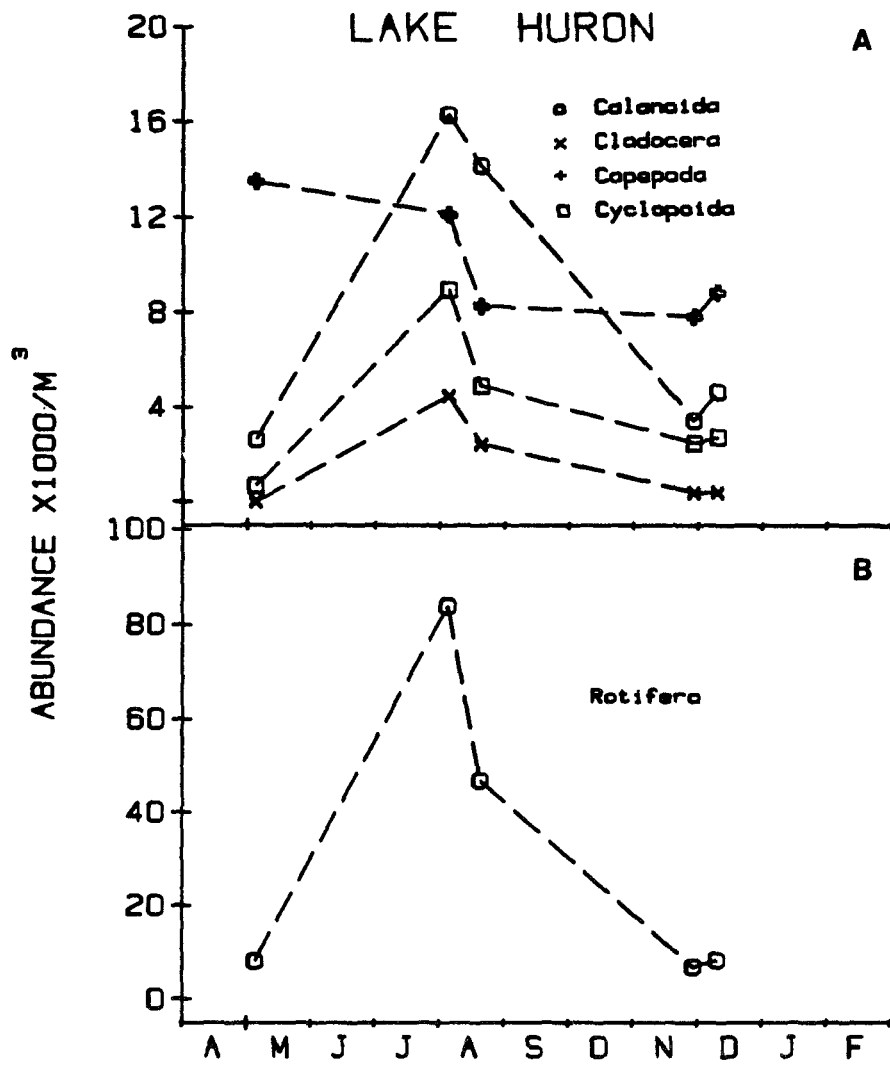 LAKE HURON
A
20
16
12
8
4
Calanoida
Cladocera
Copepoda
Cyclopoida
ABUNDANCE X1000/M³
B
100
80
60
40
20
0
Rotifera
A M J J A S O N D J F